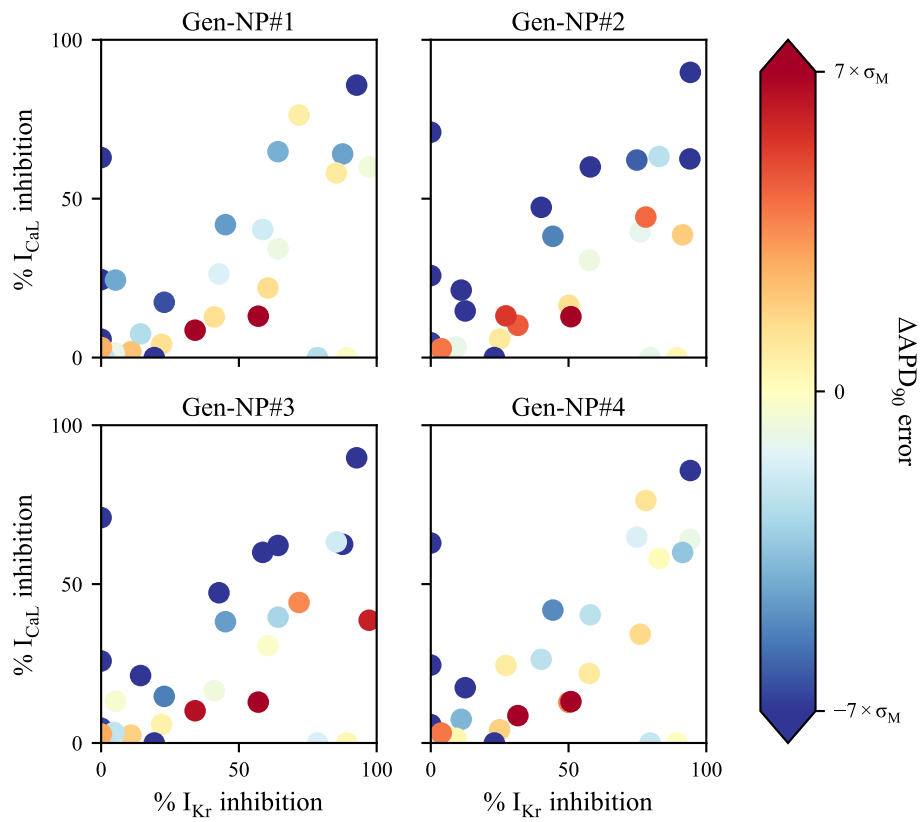 Gen-NP#1 Gen-NP#2
100
50
0
% I_CaL inhibition
7 × σ_M
0
−7 × σ_M
ΔAPD_90 error
Gen-NP#3 Gen-NP#4
100
50
0
% I_CaL inhibition
0 50 100 0 50 100
% I_Kr inhibition % I_Kr inhibition